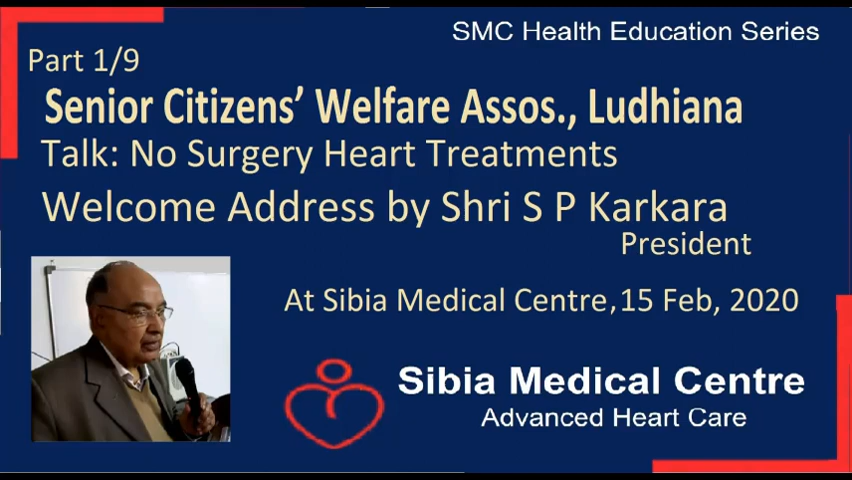 SMC Health Education Series
Part 1/9
Senior Citizens' Welfare Assos., Ludhiana
Talk: No Surgery Heart Treatments
Welcome Address by Shri S P Karkara
President
At Sibia Medical Centre, 15 Feb, 2020
Sibia Medical Centre
Advanced Heart Care